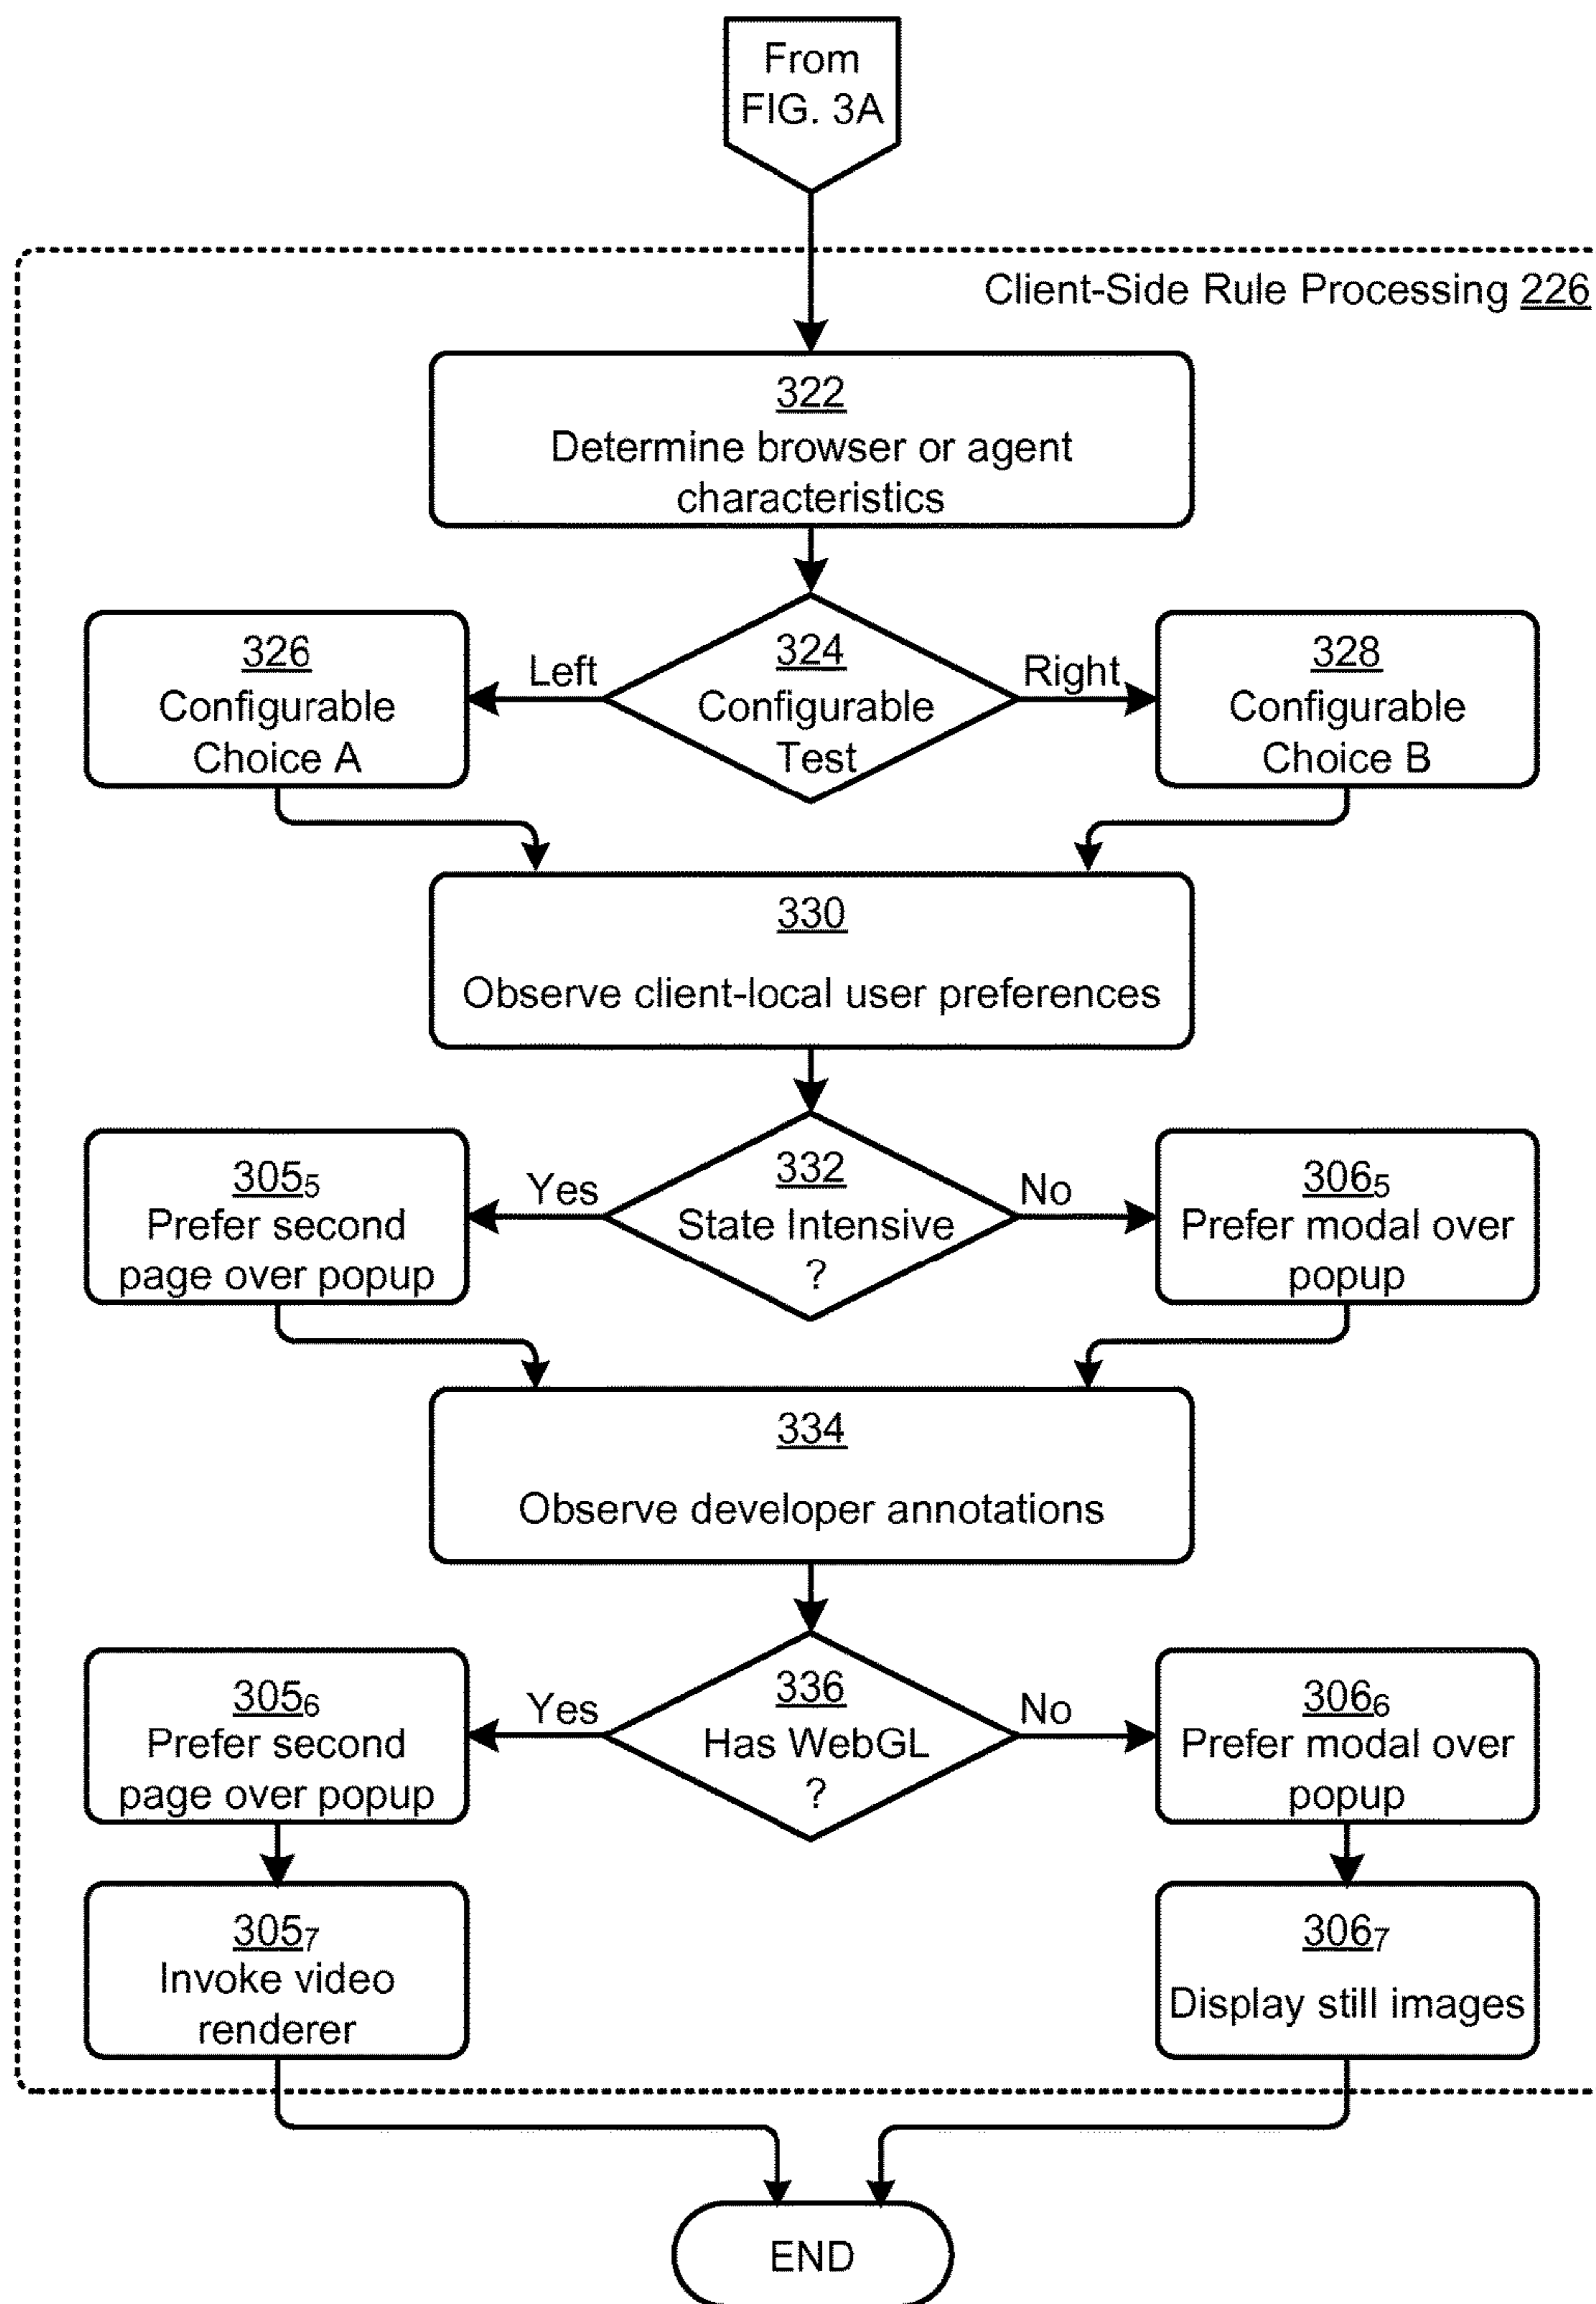 From
FIG. 3A
Client-Side Rule Processing 226
322
Determine browser or agent
characteristics
326
Configurable
Choice A
Left
324
Configurable
Test
Right
328
Configurable
Choice B
330
Observe client-local user preferences
305₅
Prefer second
page over popup
Yes
332
State Intensive
?
No
306₅
Prefer modal over
popup
334
Observe developer annotations
305₆
Prefer second
page over popup
Yes
336
Has WebGL
?
No
306₆
Prefer modal over
popup
305₇
Invoke video
renderer
306₇
Display still images
END